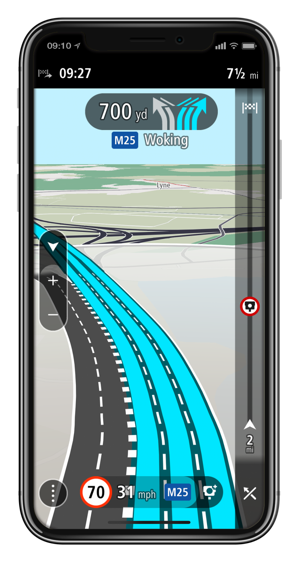 09:10
09:27
7½ mi
700 yd
M25 Woking
Lyne
+
−
2
mi
70 31 mph M25